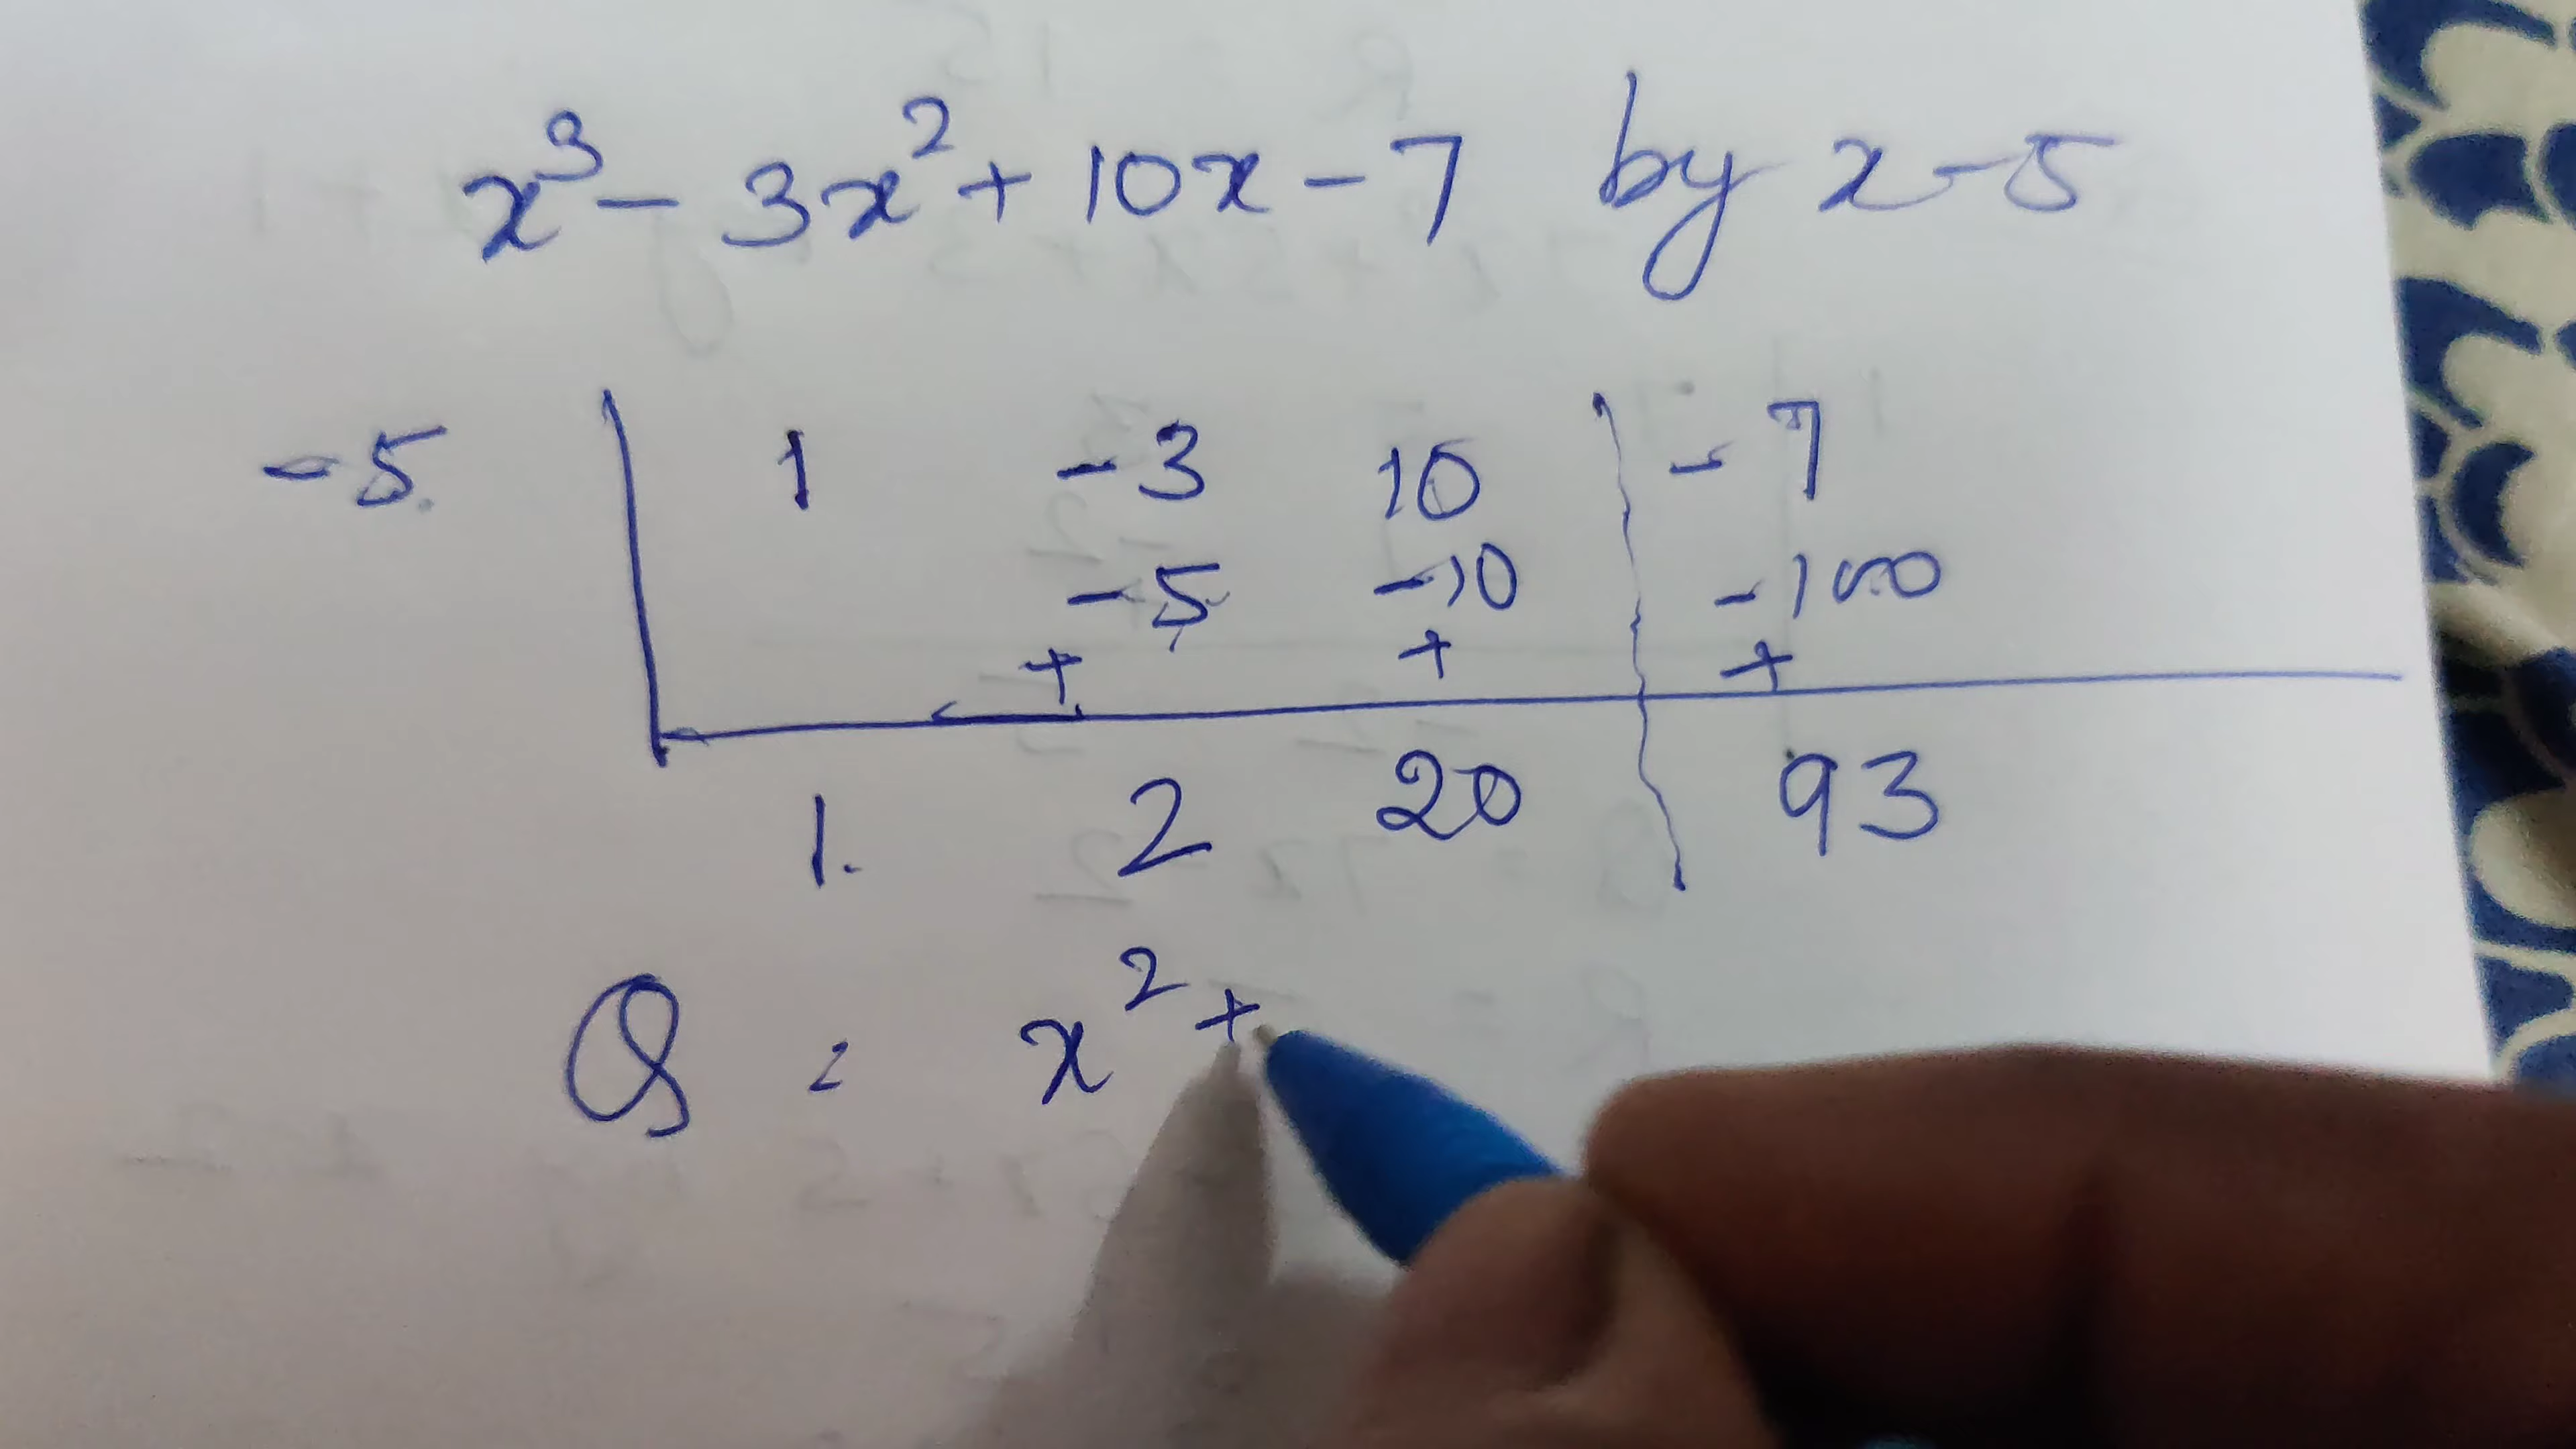 x³ - 3x² + 10x - 7 by x - 5
-5 1 -3 10 -7
-5 -10 -100
+ + +
1. 2 20 93
Q = x² +